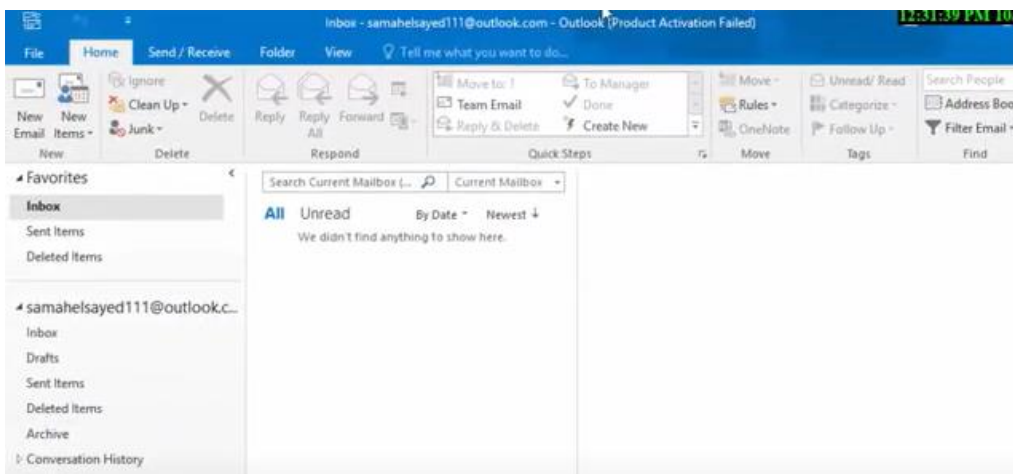 Inbox - samahelsayed111@outlook.com - Outlook (Product Activation Failed)
12:31:39 PM 10
File Home Send / Receive Folder View Tell me what you want to do...
New Email
New Items
Ignore
Clean Up
Junk
Delete
Reply
Reply All
Forward
Move to: ?
Team Email
Reply & Delete
To Manager
Done
Create New
Move
Rules
OneNote
Unread/ Read
Categorize
Follow Up
Search People
Address Boo
Filter Email
New Delete Respond Quick Steps Move Tags Find
Favorites
Inbox
Sent Items
Deleted Items
samahelsayed111@outlook.c...
Inbox
Drafts
Sent Items
Deleted Items
Archive
Conversation History
Search Current Mailbox (... Current Mailbox
All Unread By Date Newest
We didn't find anything to show here.